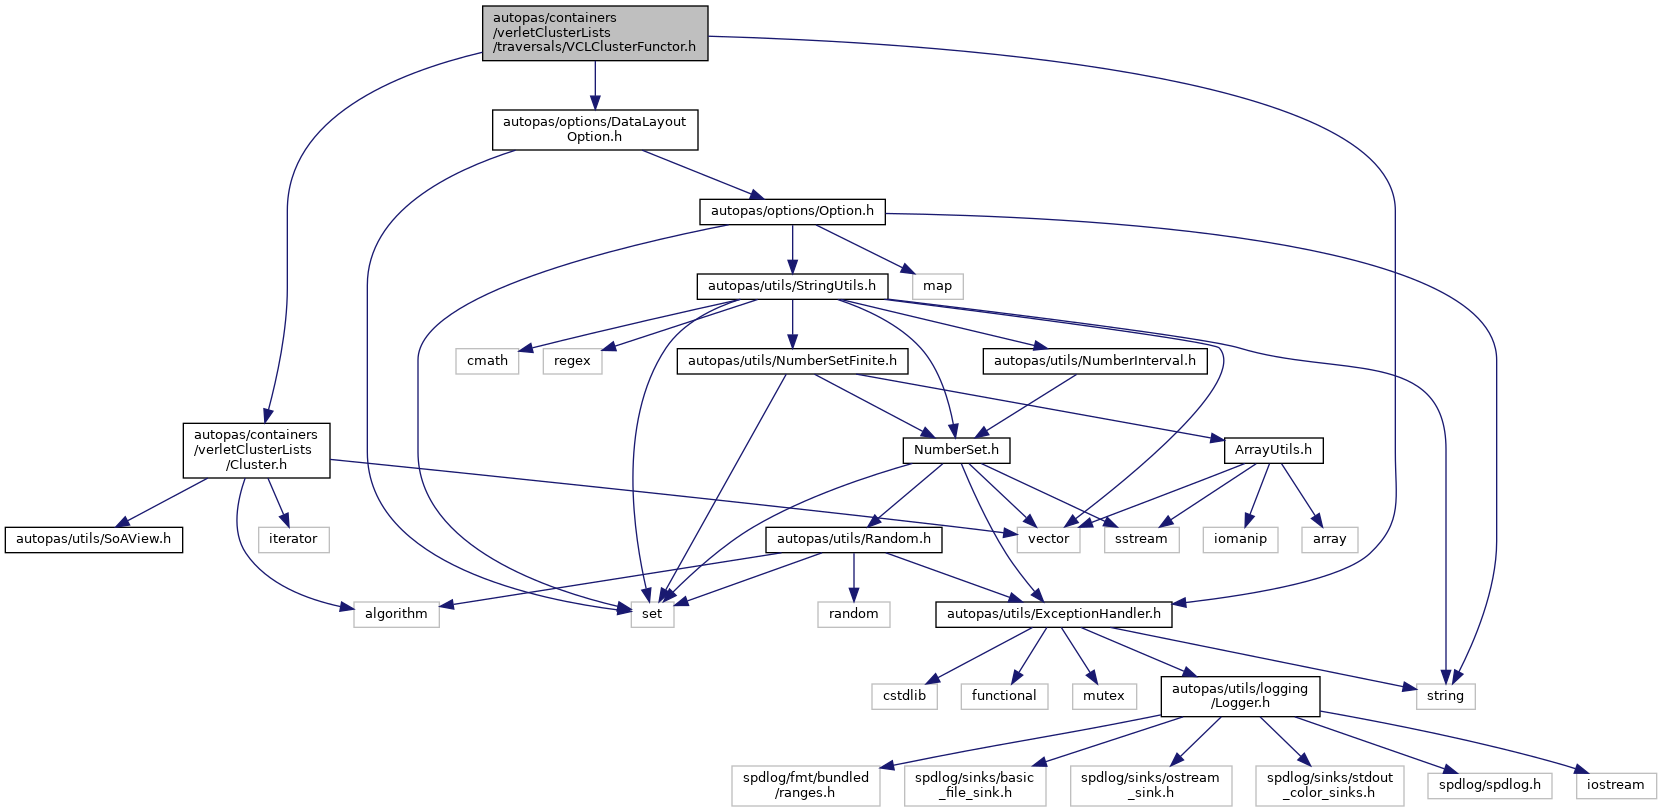 autopas/containers
/verletClusterLists
/traversals/VCLClusterFunctor.h
autopas/options/DataLayout
Option.h
autopas/options/Option.h
autopas/utils/StringUtils.h
map
cmath
regex
autopas/utils/NumberSetFinite.h
autopas/utils/NumberInterval.h
autopas/containers
/verletClusterLists
/Cluster.h
NumberSet.h
ArrayUtils.h
autopas/utils/SoAView.h
iterator
autopas/utils/Random.h
vector
sstream
iomanip
array
algorithm
set
random
autopas/utils/ExceptionHandler.h
cstdlib
functional
mutex
autopas/utils/logging
/Logger.h
string
spdlog/fmt/bundled
/ranges.h
spdlog/sinks/basic
_file_sink.h
spdlog/sinks/ostream
_sink.h
spdlog/sinks/stdout
_color_sinks.h
spdlog/spdlog.h
iostream